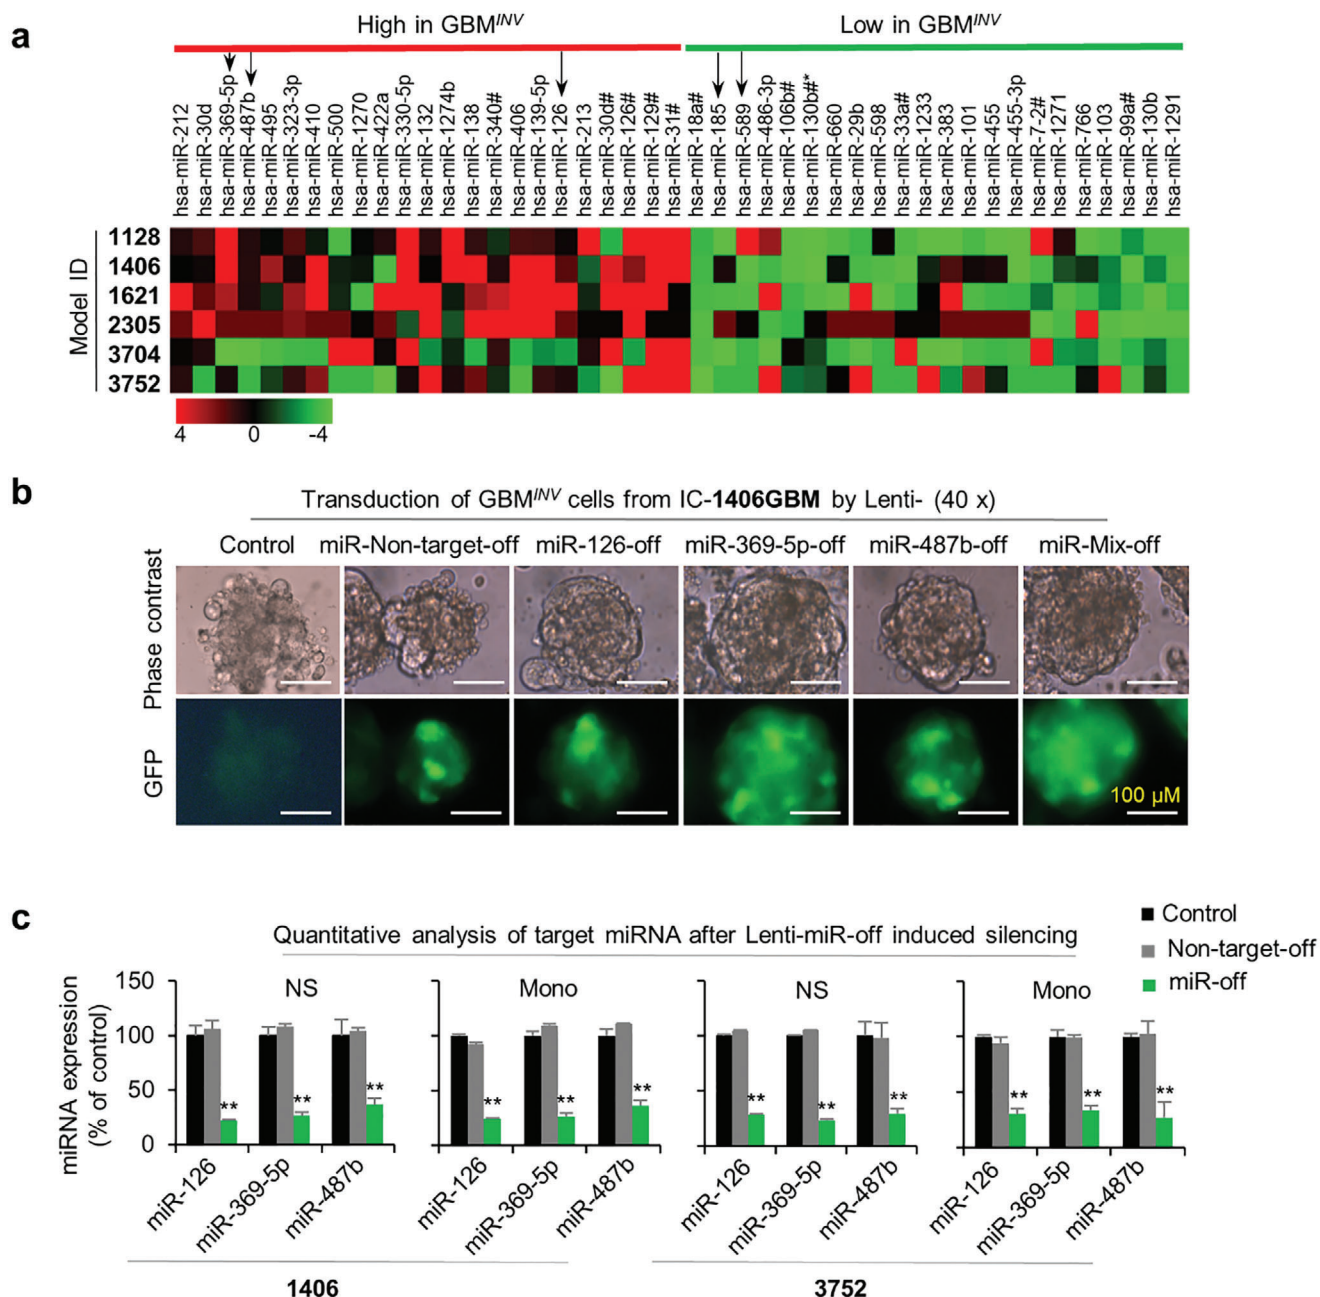 a
High in GBM^INV
Low in GBM^INV
hsa-miR-212
hsa-miR-30d
hsa-miR-369-5p
hsa-miR-487b
hsa-miR-495
hsa-miR-323-3p
hsa-miR-410
hsa-miR-500
hsa-miR-1270
hsa-miR-422a
hsa-miR-330-5p
hsa-miR-132
hsa-miR-1274b
hsa-miR-138
hsa-miR-340#
hsa-miR-406
hsa-miR-139-5p
hsa-miR-126
hsa-miR-213
hsa-miR-30d#
hsa-miR-126#
hsa-miR-129#
hsa-miR-31#
hsa-miR-18a#
hsa-miR-185
hsa-miR-589
hsa-miR-486-3p
hsa-miR-106b#
hsa-miR-130b#*
hsa-miR-660
hsa-miR-29b
hsa-miR-598
hsa-miR-33a#
hsa-miR-1233
hsa-miR-383
hsa-miR-101
hsa-miR-455
hsa-miR-455-3p
hsa-miR-7-2#
hsa-miR-1271
hsa-miR-766
hsa-miR-103
hsa-miR-99a#
hsa-miR-130b
hsa-miR-1291
Model ID
1128
1406
1621
2305
3704
3752
4 0 -4
b
Transduction of GBM^INV cells from IC-1406GBM by Lenti- (40 x)
Control miR-Non-target-off miR-126-off miR-369-5p-off miR-487b-off miR-Mix-off
Phase contrast
GFP
100 µM
c
Quantitative analysis of target miRNA after Lenti-miR-off induced silencing
Control
Non-target-off
miR-off
miRNA expression
(% of control)
150
100
50
0
NS
** ** **
miR-126 miR-369-5p miR-487b
Mono
** ** **
miR-126 miR-369-5p miR-487b
1406
NS
** ** **
miR-126 miR-369-5p miR-487b
Mono
** ** **
miR-126 miR-369-5p miR-487b
3752